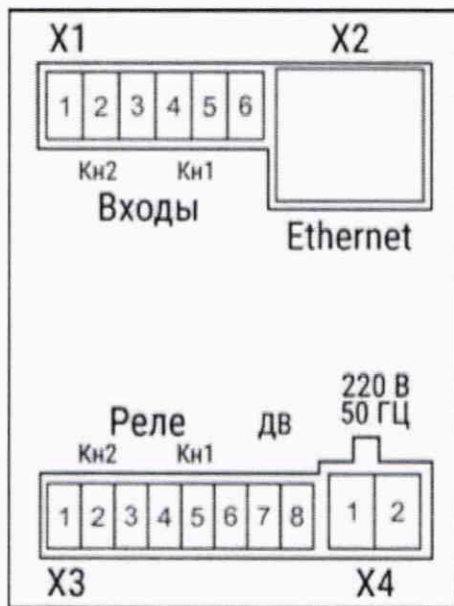 X1 X2
1 2 3 4 5 6
Кн2 Кн1
Входы
Ethernet
220 В
50 ГЦ
Реле ДВ
Кн2 Кн1
1 2 3 4 5 6 7 8 1 2
X3 X4